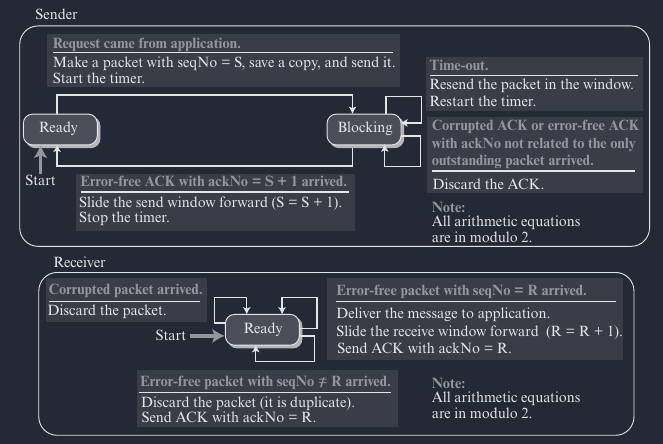 Sender
Request came from application.
Make a packet with seqNo = S, save a copy, and send it.
Start the timer.
Time-out.
Resend the packet in the window.
Restart the timer.
Ready
Blocking
Corrupted ACK or error-free ACK
with ackNo not related to the only
outstanding packet arrived.
Discard the ACK.
Start
Error-free ACK with ackNo = S + 1 arrived.
Slide the send window forward (S = S + 1).
Stop the timer.
Note:
All arithmetic equations
are in modulo 2.
Receiver
Corrupted packet arrived.
Discard the packet.
Error-free packet with seqNo = R arrived.
Deliver the message to application.
Slide the receive window forward (R = R + 1).
Send ACK with ackNo = R.
Start
Ready
Error-free packet with seqNo ≠ R arrived.
Discard the packet (it is duplicate).
Send ACK with ackNo = R.
Note:
All arithmetic equations
are in modulo 2.